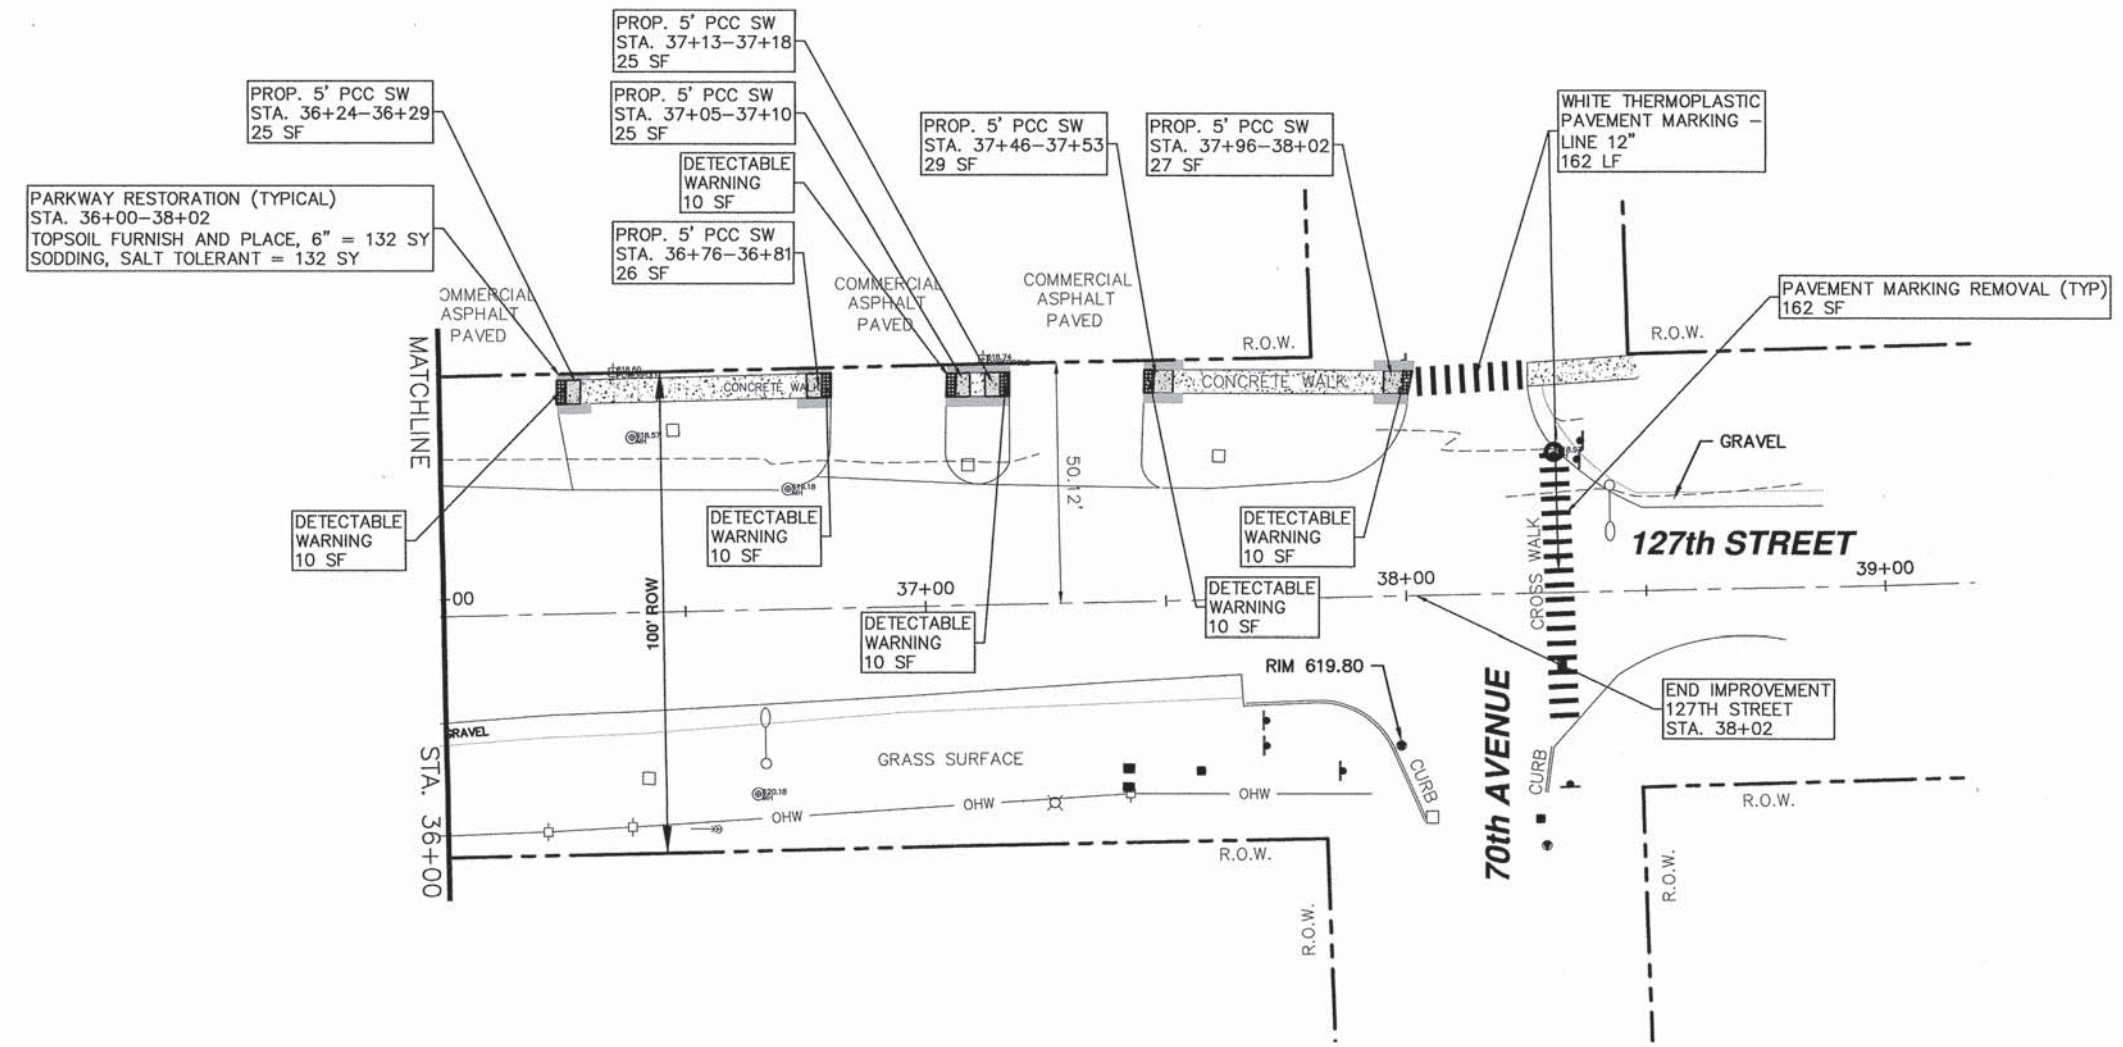 PROP. 5' PCC SW
STA. 37+13-37+18
25 SF
PROP. 5' PCC SW
STA. 36+24-36+29
25 SF
PROP. 5' PCC SW
STA. 37+05-37+10
25 SF
PROP. 5' PCC SW
STA. 37+46-37+53
29 SF
PROP. 5' PCC SW
STA. 37+96-38+02
27 SF
WHITE THERMOPLASTIC
PAVEMENT MARKING -
LINE 12"
162 LF
DETECTABLE
WARNING
10 SF
PARKWAY RESTORATION (TYPICAL)
STA. 36+00-38+02
TOPSOIL FURNISH AND PLACE, 6" = 132 SY
SODDING, SALT TOLERANT = 132 SY
PROP. 5' PCC SW
STA. 36+76-36+81
26 SF
OMMERCIAL
ASPHALT
PAVED
COMMERCIAL
ASPHALT
PAVED
COMMERCIAL
ASPHALT
PAVED
PAVEMENT MARKING REMOVAL (TYP)
162 SF
R.O.W.
R.O.W.
MATCHLINE
CONCRETE WALK
CONCRETE WALK
GRAVEL
50.12'
DETECTABLE
WARNING
10 SF
DETECTABLE
WARNING
10 SF
DETECTABLE
WARNING
10 SF
127th STREET
CROSS WALK
+00
37+00
38+00
39+00
100' ROW
DETECTABLE
WARNING
10 SF
DETECTABLE
WARNING
10 SF
RIM 619.80
END IMPROVEMENT
127TH STREET
STA. 38+02
GRAVEL
GRASS SURFACE
STA. 36+00
OHW
OHW
OHW
CURB
CURB
70th AVENUE
R.O.W.
R.O.W.
R.O.W.
R.O.W.